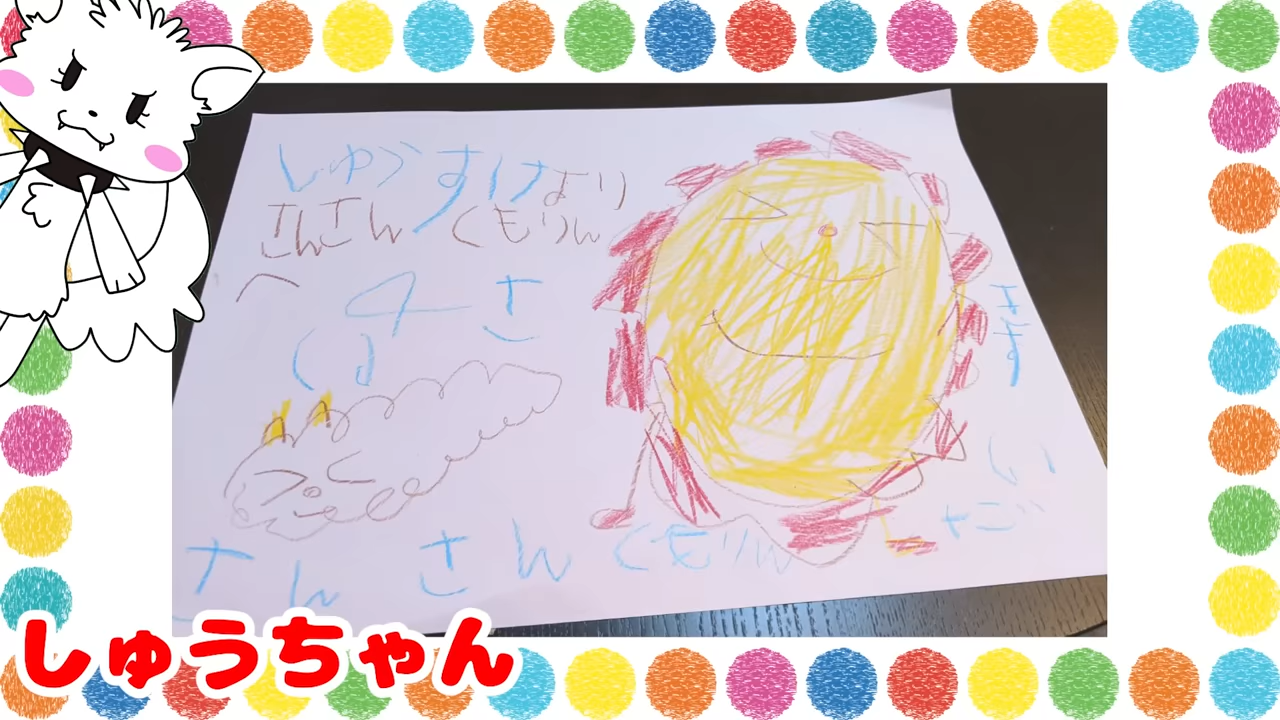 しゅうすけより
さんさん くもりん
へ 4さ
くは
ます
さんさん くもりん
しゅうちゃん